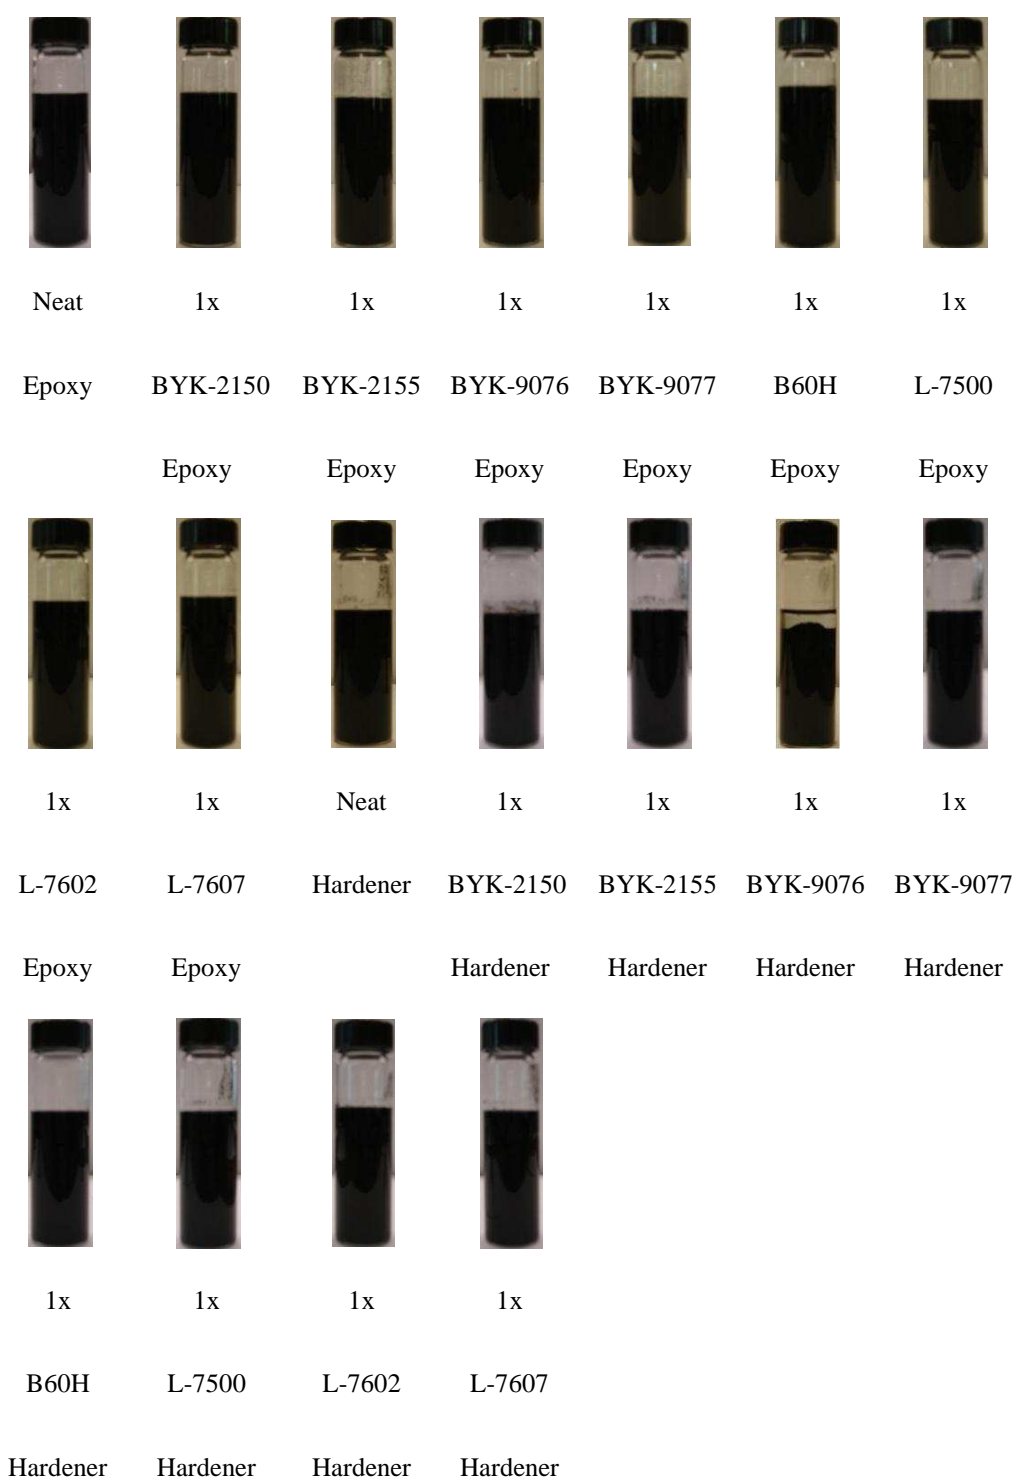 Neat 1x 1x 1x 1x 1x 1x
Epoxy BYK-2150 BYK-2155 BYK-9076 BYK-9077 B60H L-7500
Epoxy Epoxy Epoxy Epoxy Epoxy Epoxy
1x 1x Neat 1x 1x 1x 1x
L-7602 L-7607 Hardener BYK-2150 BYK-2155 BYK-9076 BYK-9077
Epoxy Epoxy Hardener Hardener Hardener Hardener
1x 1x 1x 1x
B60H L-7500 L-7602 L-7607
Hardener Hardener Hardener Hardener